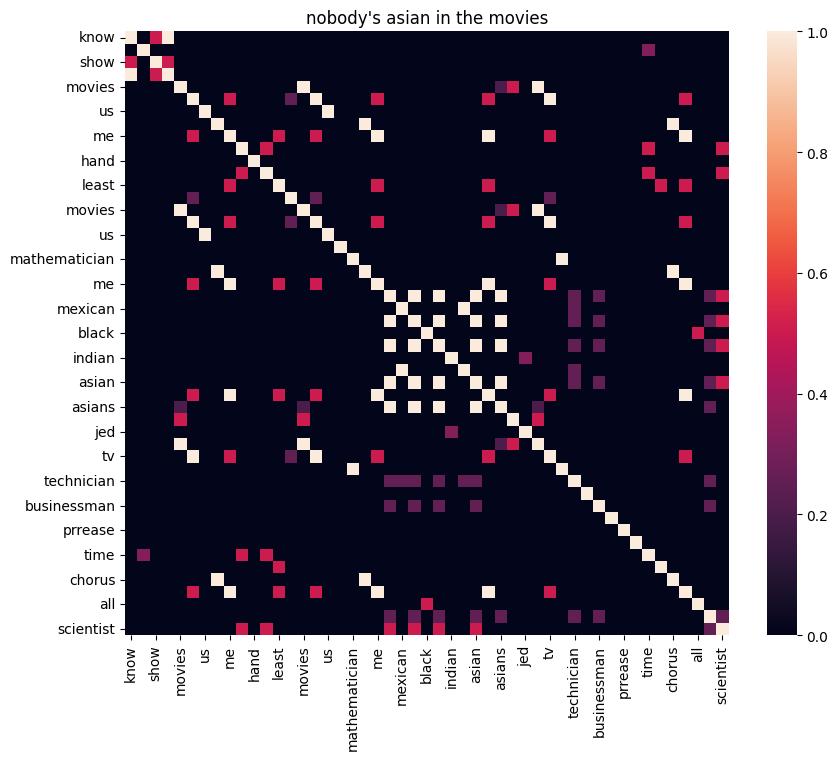 nobody's asian in the movies
know
show
movies
us
me
hand
least
movies
us
mathematician
me
mexican
black
indian
asian
asians
jed
tv
technician
businessman
prrease
time
chorus
all
scientist
1.0
0.8
0.6
0.4
0.2
0.0
know
show
movies
us
me
hand
least
movies
us
mathematician
me
mexican
black
indian
asian
asians
jed
tv
technician
businessman
prrease
time
chorus
all
scientist